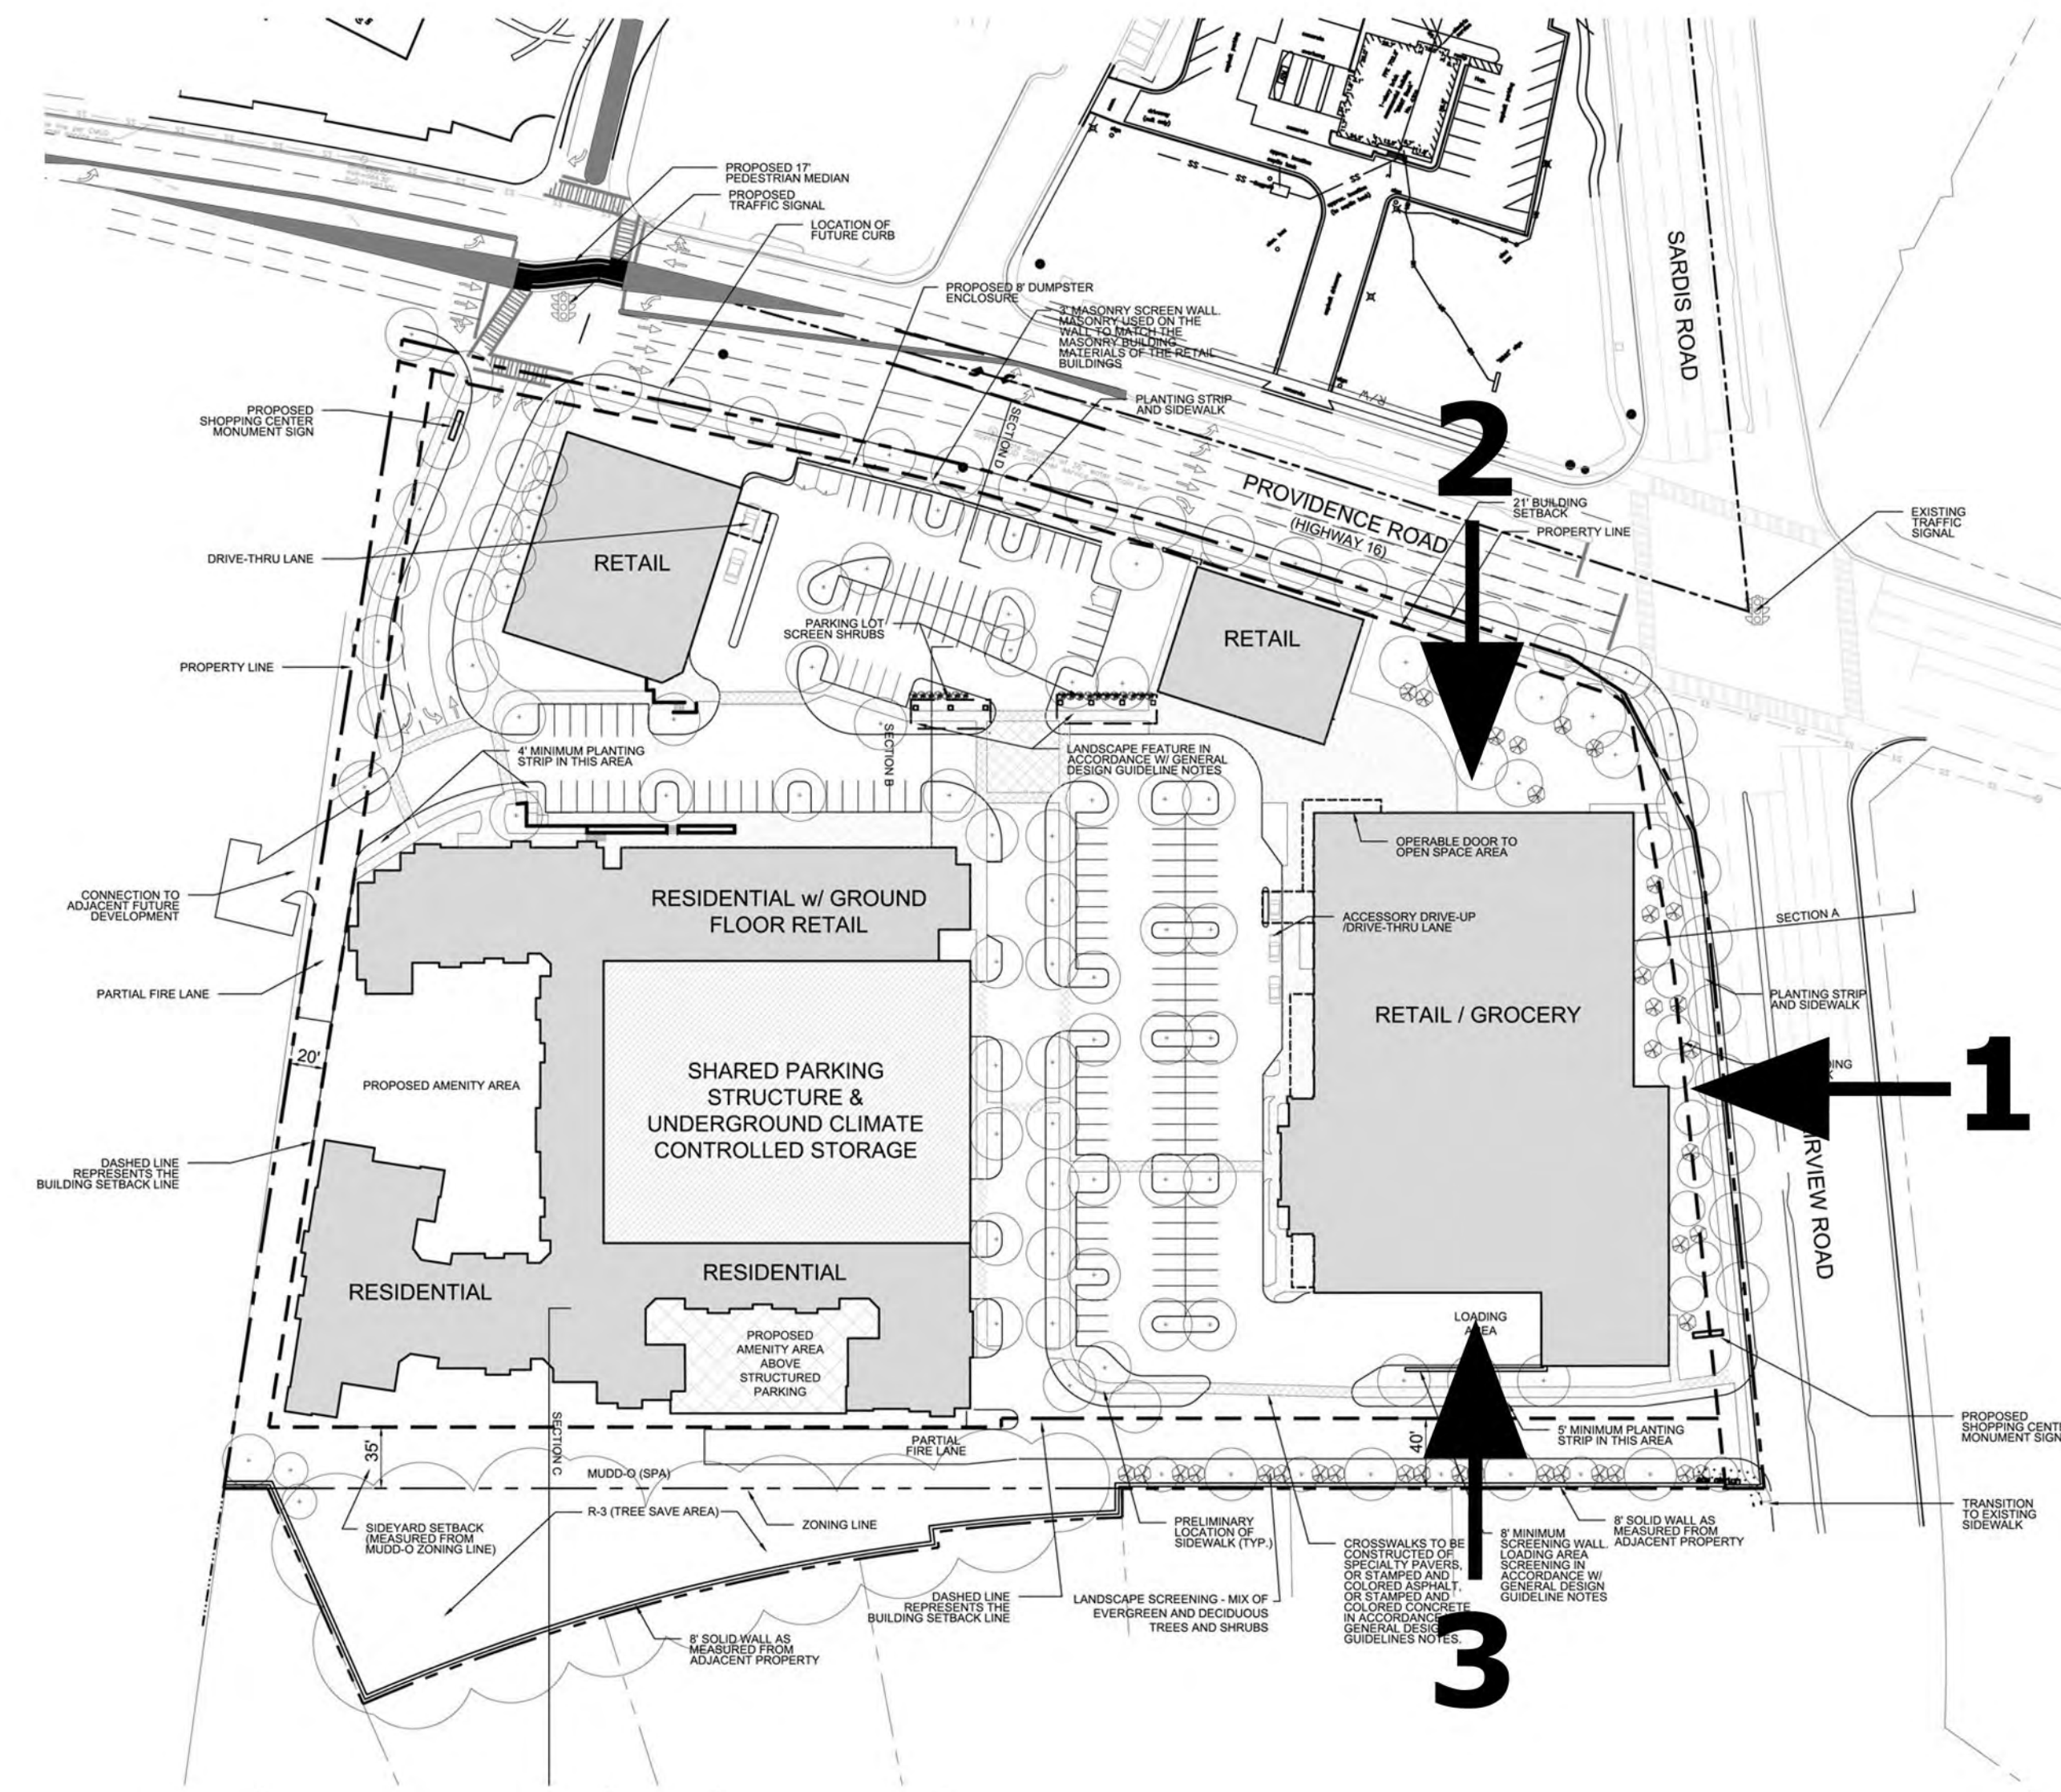 PROPOSED 17'
PEDESTRIAN MEDIAN
PROPOSED
TRAFFIC SIGNAL
LOCATION OF
FUTURE CURB
PROPOSED 8' DUMPSTER
ENCLOSURE
3' MASONRY SCREEN WALL.
MASONRY USED ON THE
WALL TO MATCH THE
MASONRY BUILDING
MATERIALS OF THE RETAIL
BUILDINGS
SARDIS ROAD
R/W
PLANTING STRIP
AND SIDEWALK
SECTION D
2
PROPOSED
SHOPPING CENTER
MONUMENT SIGN
PROVIDENCE ROAD
(HIGHWAY 16)
21' BUILDING
SETBACK
PROPERTY LINE
EXISTING
TRAFFIC
SIGNAL
DRIVE-THRU LANE
RETAIL
PARKING LOT
SCREEN SHRUBS
RETAIL
PROPERTY LINE
4' MINIMUM PLANTING
STRIP IN THIS AREA
SECTION B
LANDSCAPE FEATURE IN
ACCORDANCE W/ GENERAL
DESIGN GUIDELINE NOTES
OPERABLE DOOR TO
OPEN SPACE AREA
CONNECTION TO
ADJACENT FUTURE
DEVELOPMENT
RESIDENTIAL w/ GROUND
FLOOR RETAIL
ACCESSORY DRIVE-UP
/DRIVE-THRU LANE
SECTION A
PARTIAL FIRE LANE
RETAIL / GROCERY
PLANTING STRIP
AND SIDEWALK
20'
PROPOSED AMENITY AREA
SHARED PARKING
STRUCTURE &
UNDERGROUND CLIMATE
CONTROLLED STORAGE
1
DASHED LINE
REPRESENTS THE
BUILDING SETBACK LINE
RVIEW ROAD
RESIDENTIAL
RESIDENTIAL
PROPOSED
AMENITY AREA
ABOVE
STRUCTURED
PARKING
LOADING
AREA
SECTION C
35'
PARTIAL
FIRE LANE
40'
5' MINIMUM PLANTING
STRIP IN THIS AREA
PROPOSED
SHOPPING CENT
MONUMENT SIGN
MUDD-O (SPA)
R-3 (TREE SAVE AREA)
ZONING LINE
SIDEYARD SETBACK
(MEASURED FROM
MUDD-O ZONING LINE)
PRELIMINARY
LOCATION OF
SIDEWALK (TYP.)
CROSSWALKS TO BE
CONSTRUCTED OF
SPECIALTY PAVERS,
OR STAMPED AND
COLORED ASPHALT,
OR STAMPED AND
COLORED CONCRETE
IN ACCORDANCE
GENERAL DESIG
GUIDELINES NOTES.
8' MINIMUM
SCREENING WALL.
LOADING AREA
SCREENING IN
ACCORDANCE W/
GENERAL DESIGN
GUIDELINE NOTES
8' SOLID WALL AS
MEASURED FROM
ADJACENT PROPERTY
TRANSITION
TO EXISTING
SIDEWALK
DASHED LINE
REPRESENTS THE
BUILDING SETBACK LINE
LANDSCAPE SCREENING - MIX OF
EVERGREEN AND DECIDUOUS
TREES AND SHRUBS
8' SOLID WALL AS
MEASURED FROM
ADJACENT PROPERTY
3